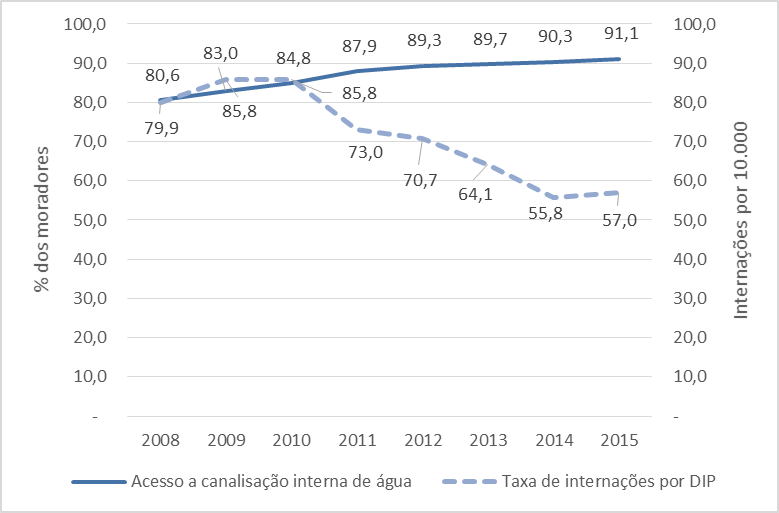 100,0 100,0
80,6 83,0 84,8 87,9 89,3 89,7 90,3 91,1
90,0 90,0
80,0 80,0
79,9 85,8 85,8 73,0 70,7 64,1 55,8 57,0
70,0 70,0
60,0 60,0
50,0 50,0
40,0 40,0
30,0 30,0
20,0 20,0
10,0 10,0
- -
% dos moradores
Internações por 10.000
2008 2009 2010 2011 2012 2013 2014 2015
Acesso a canalisação interna de água Taxa de internações por DIP